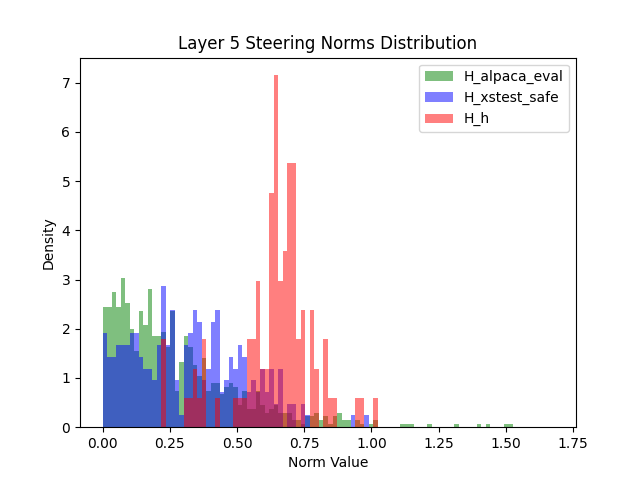 Layer 5 Steering Norms Distribution
H_alpaca_eval
H_xstest_safe
H_h
7
6
5
4
3
2
1
0
Density
0.00 0.25 0.50 0.75 1.00 1.25 1.50 1.75
Norm Value